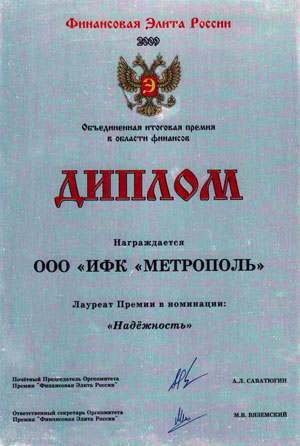 Финансовая Элита России
2009
Э
Объединенная итоговая премия
в области финансов
ДИПЛОМ
Награждается
ООО «ИФК «МЕТРОПОЛЬ»
Лауреат Премии в номинации:
«Надёжность»
Почётный Председатель Оргкомитета
Премии "Финансовая Элита России"
А.Л. САВАТЮГИН
Ответственный секретарь Оргкомитета
Премии "Финансовая Элита России"
М.В. ВЯЗЕМСКИЙ